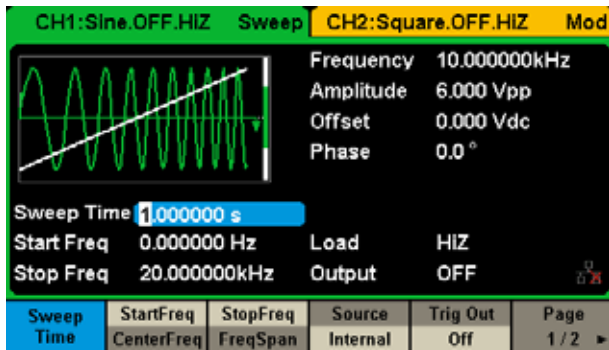 CH1:Sine.OFF.HiZ Sweep CH2:Squ​are.OFF.HiZ Mod
Frequency 10.000000kHz
Amplitude 6.000 Vpp
Offset 0.000 Vdc
Phase 0.0 °
Sweep Time 1.000000 s
Start Freq 0.000000 Hz Load HiZ
Stop Freq 20.000000kHz Output OFF
Sweep Time StartFreq StopFreq Source Trig Out Page
CenterFreq FreqSpan Internal Off 1/2 ►